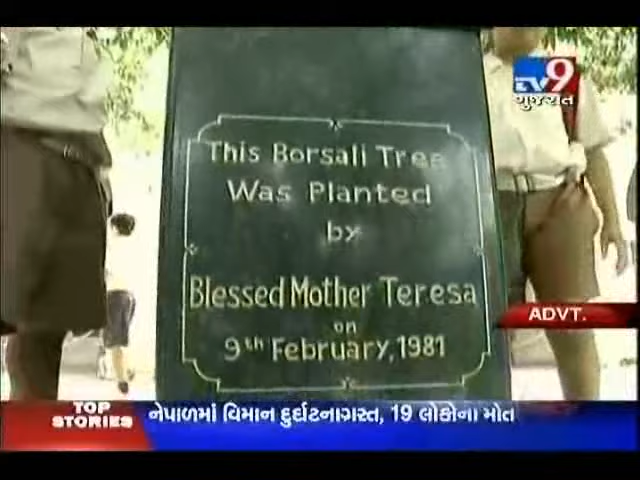 TV9
ગુજરાત
This Borsali Tree
Was Planted
by
Blessed Mother Teresa
on
9th February, 1981
ADVT.
TOP
STORIES
નેપાળમાં વિમાન દુર્ઘટનાગ્રસ્ત, 19 લોકોના મોત